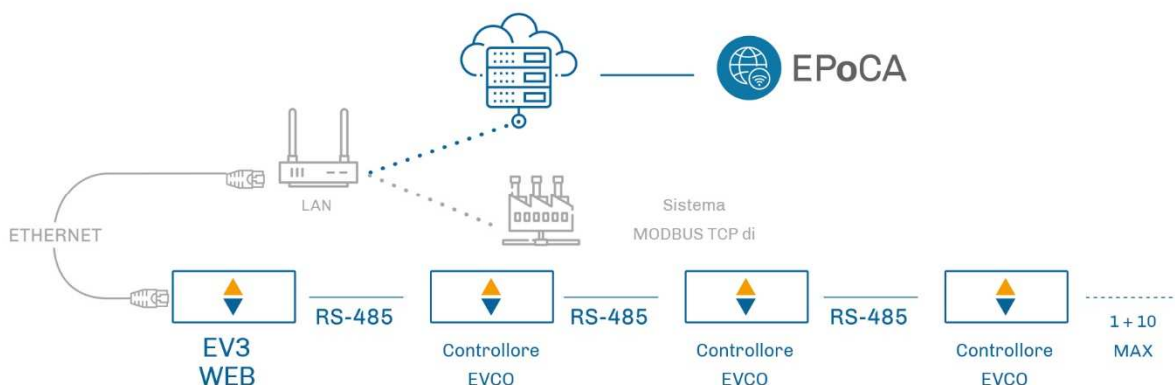 EPoCA
LAN
Sistema
MODBUS TCP di
ETHERNET
RS-485
RS-485
RS-485
EV3
WEB
Controllore
EVCO
Controllore
EVCO
Controllore
EVCO
1 + 10
MAX